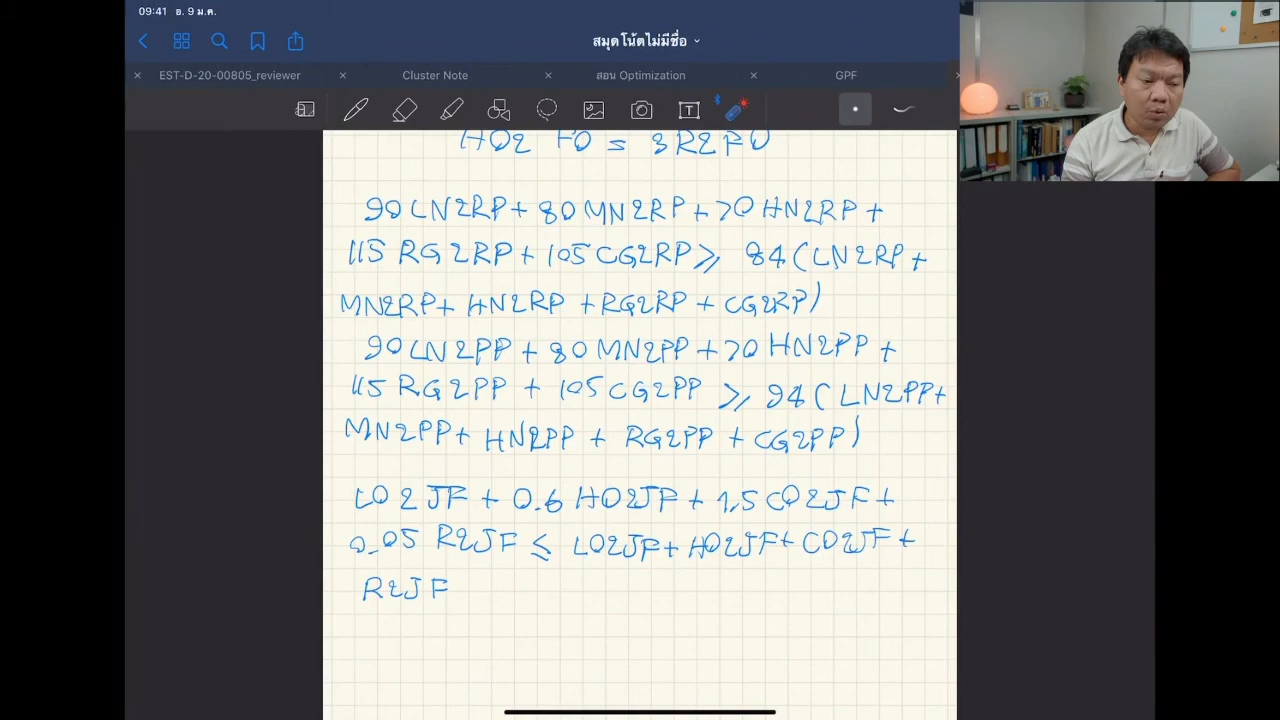 09:41 อ. 9 ม.ค.
สมุดโน้ตไม่มีชื่อ
EST-D-20-00805_reviewer
Cluster Note
สอน Optimization
GPF
HO2 FO = 3R2FO
90 LN2RP + 80 MN2RP + 70 HN2RP +
115 RG2RP + 105 CG2RP ≥ 84 (LN2RP +
MN2RP + HN2RP + RG2RP + CG2RP)
90 LN2PP + 80 MN2PP + 70 HN2PP +
115 RG2PP + 105 CG2PP ≥ 94 (LN2PP +
MN2PP + HN2PP + RG2PP + CG2PP)
LO2JF + 0.6 HO2JF + 1.5 CO2JF +
0.05 R2JF ≤ LO2JF + HO2JF + CO2JF +
R2JF